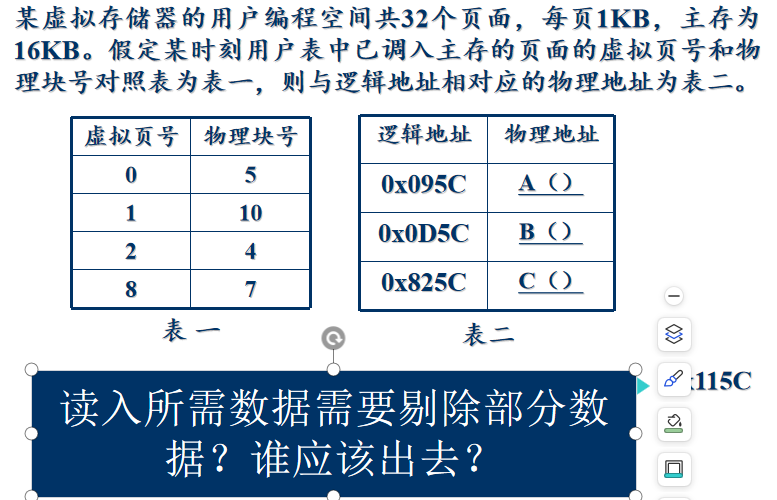 某虚拟存储器的用户编程空间共32个页面，每页1KB，主存为
16KB。假定某时刻用户表中已调入主存的页面的虚拟页号和物
理块号对照表为表一，则与逻辑地址相对应的物理地址为表二。
虚拟页号 物理块号
0 5
1 10
2 4
8 7
表 一
逻辑地址 物理地址
0x095C A（）
0x0D5C B（）
0x825C C（）
表二
x115C
读入所需数据需要剔除部分数
据？谁应该出去？